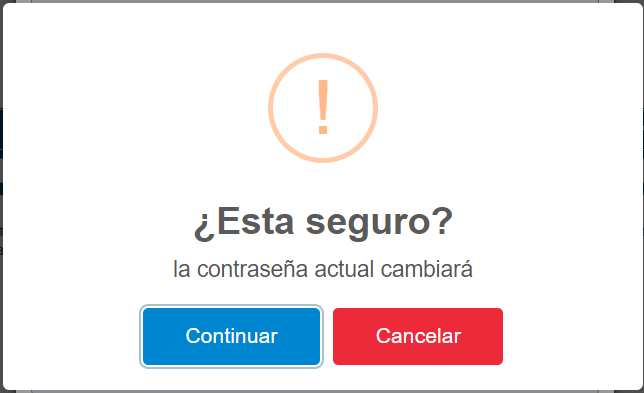 !
¿Esta seguro?
la contraseña actual cambiará
Continuar
Cancelar